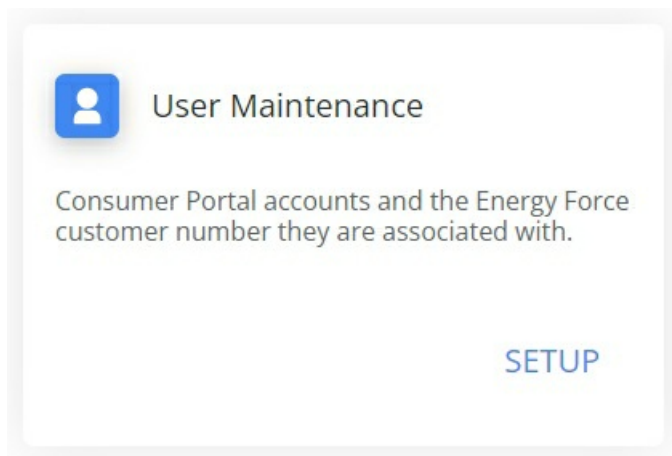 User Maintenance
Consumer Portal accounts and the Energy Force
customer number they are associated with.
SETUP